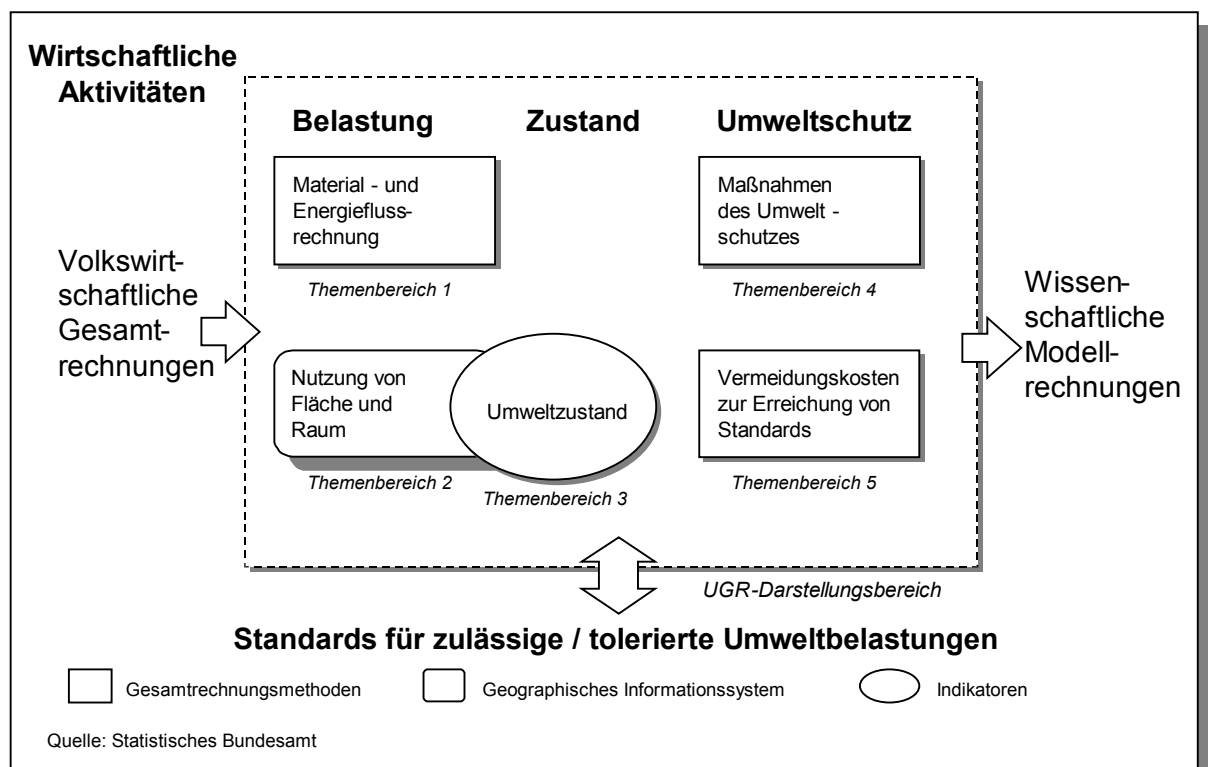 Wirtschaftliche
Aktivitäten
Belastung Zustand Umweltschutz
Material - und
Energiefluss-
rechnung
Themenbereich 1
Maßnahmen
des Umwelt -
schutzes
Themenbereich 4
Volkswirt-
schaftliche
Gesamt-
rechnungen
Nutzung von
Fläche und
Raum
Themenbereich 2
Umweltzustand
Themenbereich 3
Vermeidungskosten
zur Erreichung von
Standards
Themenbereich 5
Wissen-
schaftliche
Modell-
rechnungen
UGR-Darstellungsbereich
Standards für zulässige / tolerierte Umweltbelastungen
Gesamtrechnungsmethoden Geographisches Informationssystem Indikatoren
Quelle: Statistisches Bundesamt